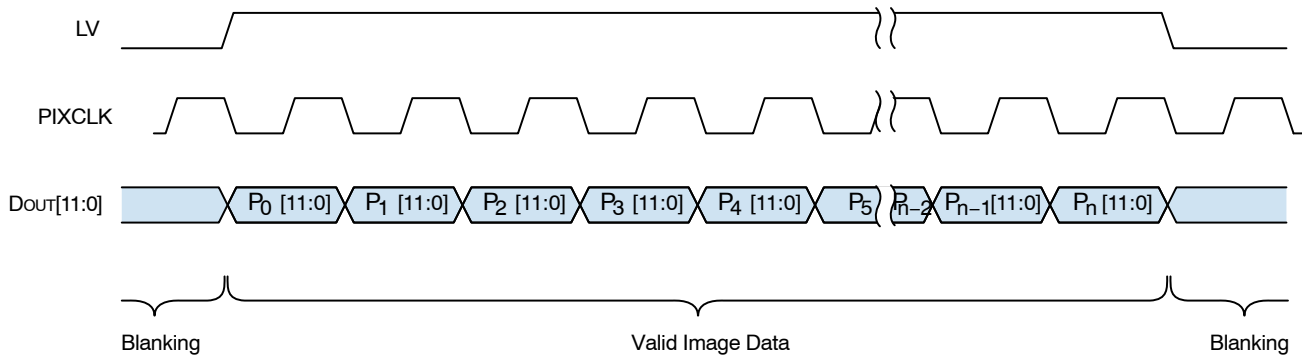 LV
PIXCLK
DOUT[11:0]
P0 [11:0] P1 [11:0] P2 [11:0] P3 [11:0] P4 [11:0] P5 Pn–2 Pn–1[11:0] Pn [11:0]
Blanking Valid Image Data Blanking